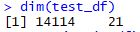 > dim(test_df)
[1] 14114    21